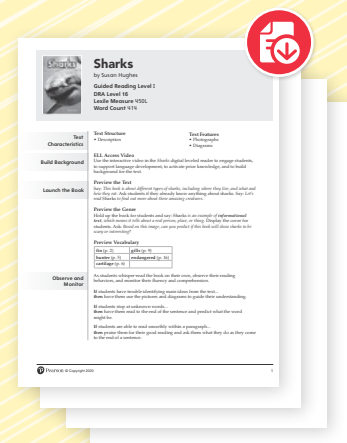 Sharks
Sharks
by Susan Hughes
Guided Reading Level I
DRA Level 16
Lexile Measure 450L
Word Count 414
Text
Characteristics
Text Structure
• Description
Text Features
• Photographs
• Diagrams
Build Background
ELL Access Video
Use the interactive video in the Sharks digital leveled reader to engage students,
to support language development, to activate prior knowledge, and to build
background for the text.
Launch the Book
Preview the Text
Say: This book is about different types of sharks, including where they live, and what and
how they eat. Ask students if they already know anything about sharks. Say: Let's
read Sharks to find out more about these amazing creatures.
Preview the Genre
Hold up the book for students and say: Sharks is an example of informational
text, which means it tells about a real person, place, or thing. Display the cover for
students. Ask: Based on this image, can you predict if this book will show sharks to be
scary or interesting?
Preview Vocabulary
fin (p. 2) gills (p. 9)
hunter (p. 5) endangered (p. 16)
cartilage (p. 6)
Observe and
Monitor
As students whisper-read the book on their own, observe their reading
behaviors, and monitor their fluency and comprehension.
If students have trouble identifying main ideas from the text...
then have them use the pictures and diagrams to guide their understanding.
If students stop at unknown words...
then have them read to the end of the sentence and predict what the word
might be.
If students are able to read smoothly within a paragraph...
then praise them for their good reading and ask them what they do as they come
to the end of a sentence.
Pearson © Copyright 2020
1